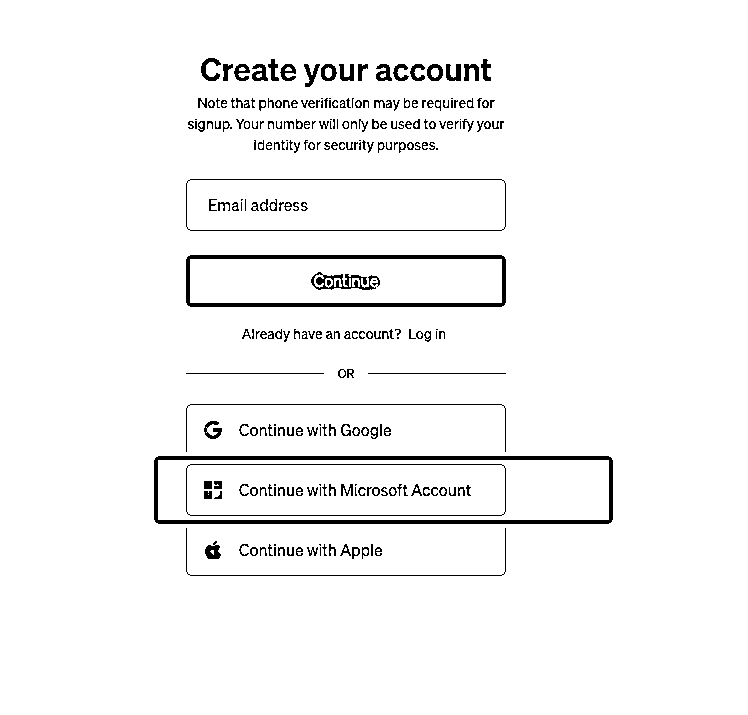 Create your account
Note that phone verification may be required for
signup. Your number will only be used to verify your
identity for security purposes.
Email address
Continue
Already have an account? Log in
OR
Continue with Google
Continue with Microsoft Account
Continue with Apple